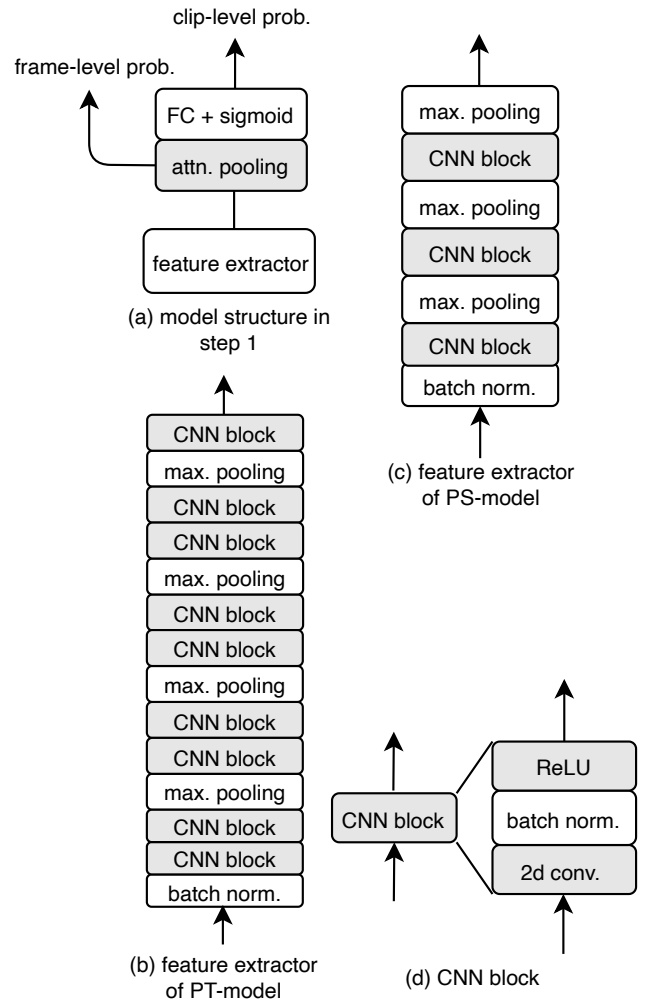 clip-level prob.
frame-level prob.
FC + sigmoid
attn. pooling
feature extractor
(a) model structure in
step 1
max. pooling
CNN block
max. pooling
CNN block
max. pooling
CNN block
batch norm.
(c) feature extractor
of PS-model
CNN block
max. pooling
CNN block
CNN block
max. pooling
CNN block
CNN block
max. pooling
CNN block
CNN block
max. pooling
CNN block
CNN block
batch norm.
(b) feature extractor
of PT-model
CNN block
ReLU
batch norm.
2d conv.
(d) CNN block